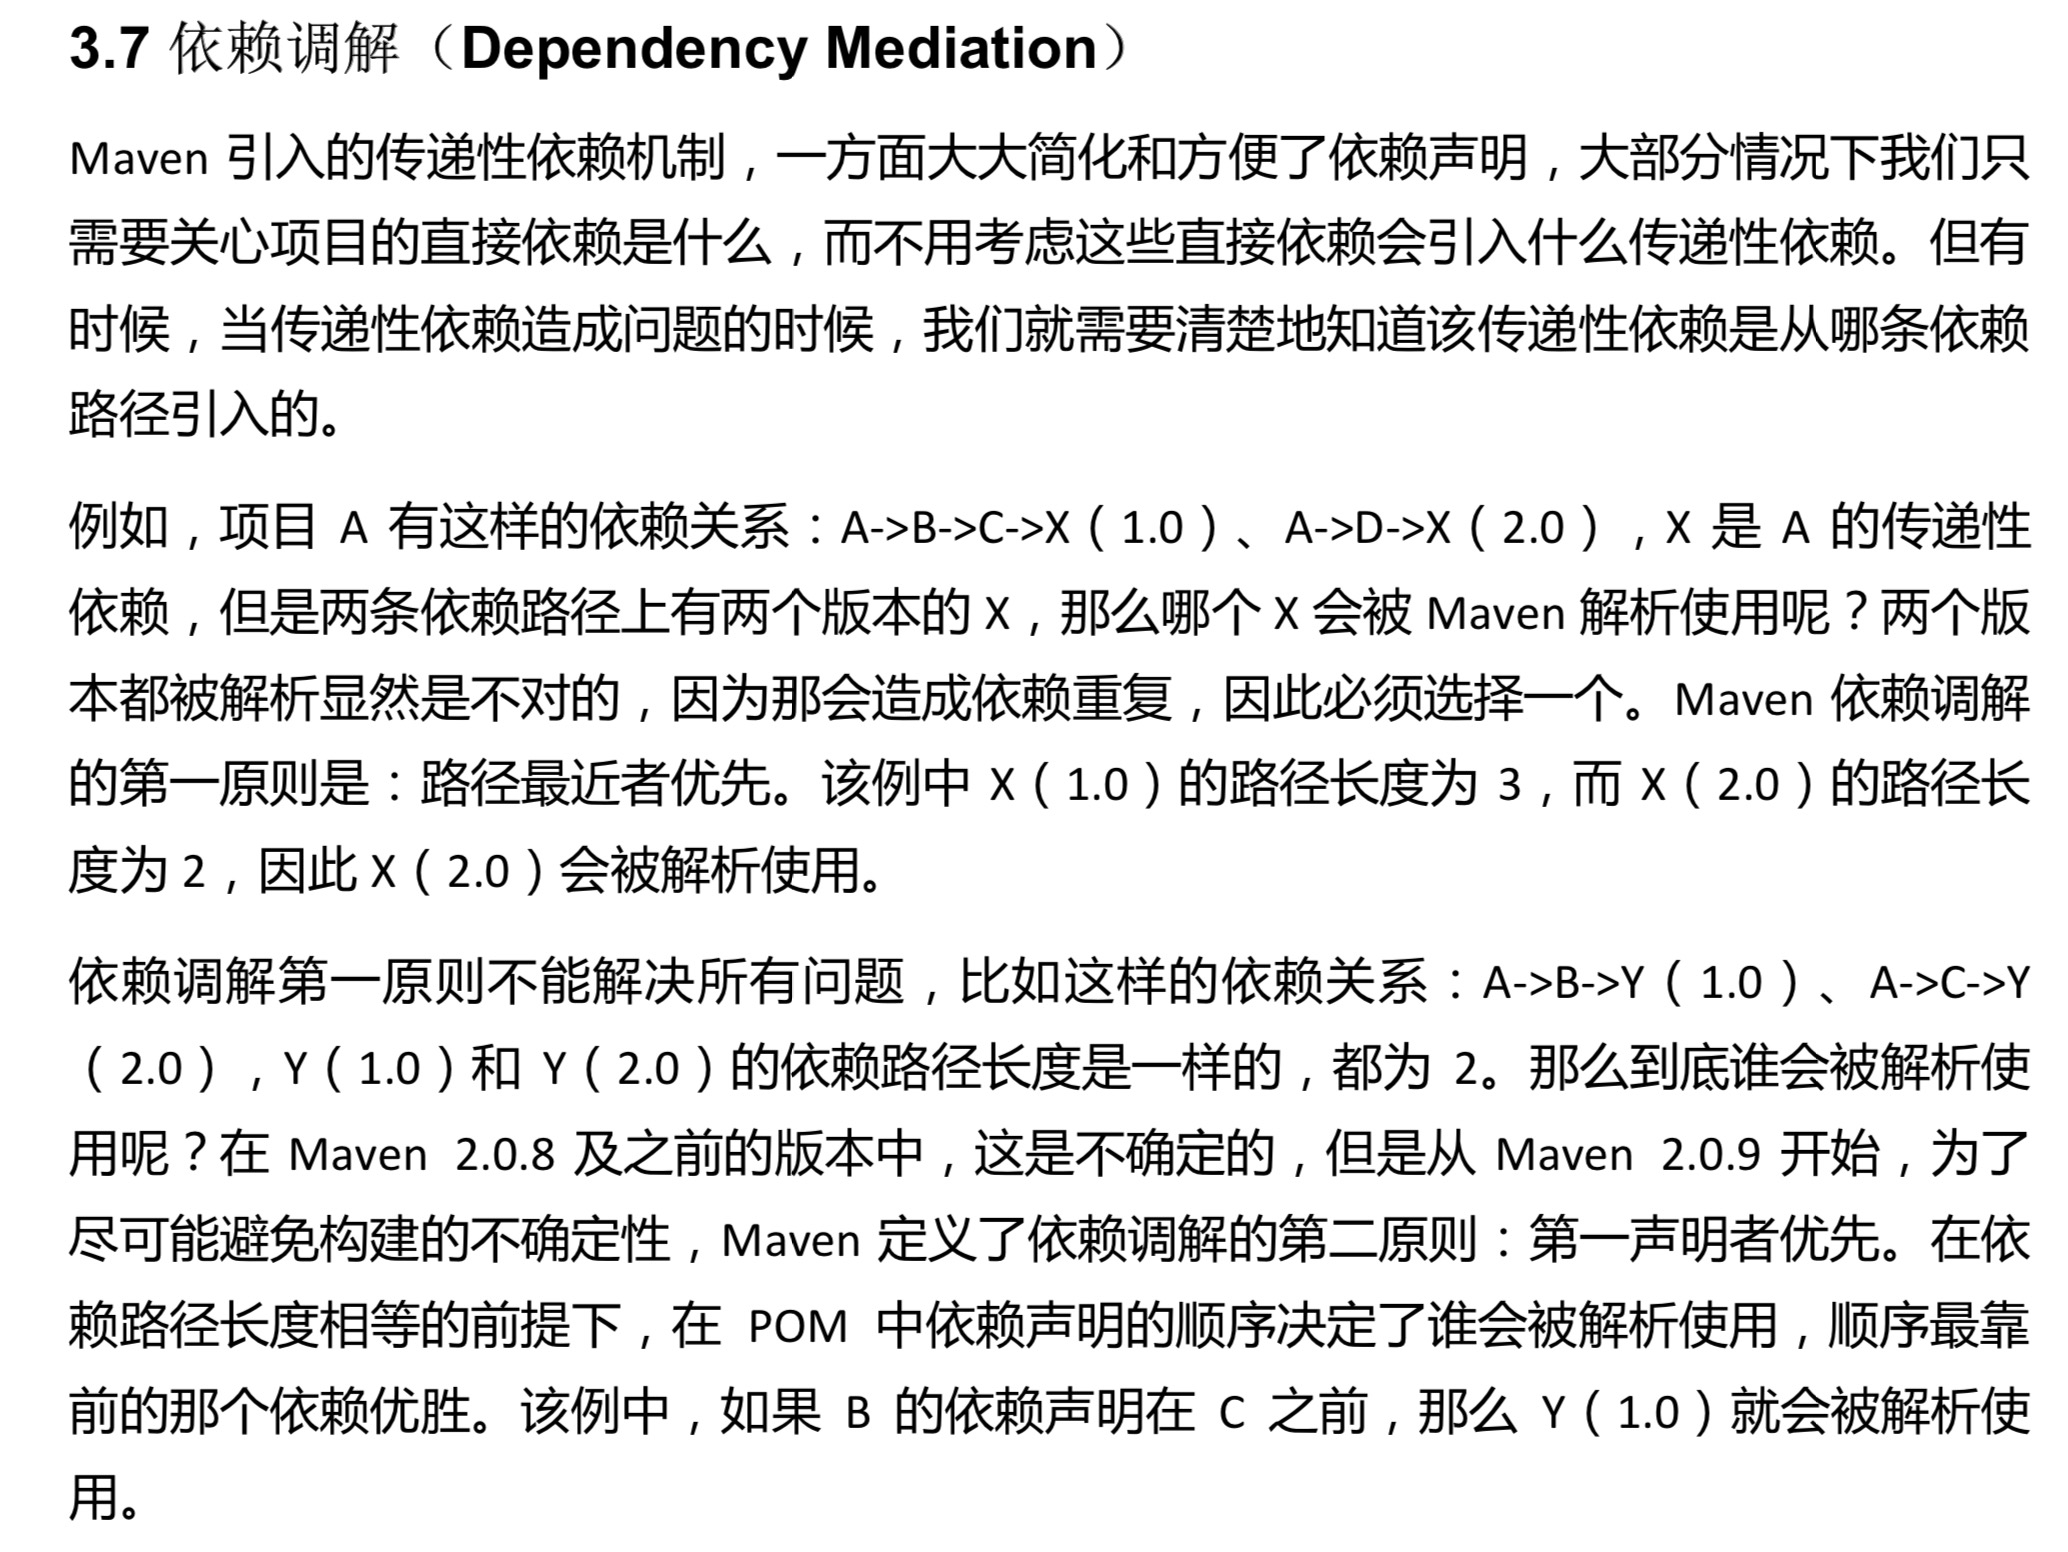 3.7 依赖调解（Dependency Mediation）
Maven 引入的传递性依赖机制，一方面大大简化和方便了依赖声明，大部分情况下我们只
需要关心项目的直接依赖是什么，而不用考虑这些直接依赖会引入什么传递性依赖。但有
时候，当传递性依赖造成问题的时候，我们就需要清楚地知道该传递性依赖是从哪条依赖
路径引入的。
例如，项目 A 有这样的依赖关系：A->B->C->X（1.0）、A->D->X（2.0），X 是 A 的传递性
依赖，但是两条依赖路径上有两个版本的 X，那么哪个 X 会被 Maven 解析使用呢？两个版
本都被解析显然是不对的，因为那会造成依赖重复，因此必须选择一个。Maven 依赖调解
的第一原则是：路径最近者优先。该例中 X（1.0）的路径长度为 3，而 X（2.0）的路径长
度为 2，因此 X（2.0）会被解析使用。
依赖调解第一原则不能解决所有问题，比如这样的依赖关系：A->B->Y（1.0）、A->C->Y
（2.0），Y（1.0）和 Y（2.0）的依赖路径长度是一样的，都为 2。那么到底谁会被解析使
用呢？在 Maven 2.0.8 及之前的版本中，这是不确定的，但是从 Maven 2.0.9 开始，为了
尽可能避免构建的不确定性，Maven 定义了依赖调解的第二原则：第一声明者优先。在依
赖路径长度相等的前提下，在 POM 中依赖声明的顺序决定了谁会被解析使用，顺序最靠
前的那个依赖优胜。该例中，如果 B 的依赖声明在 C 之前，那么 Y（1.0）就会被解析使
用。